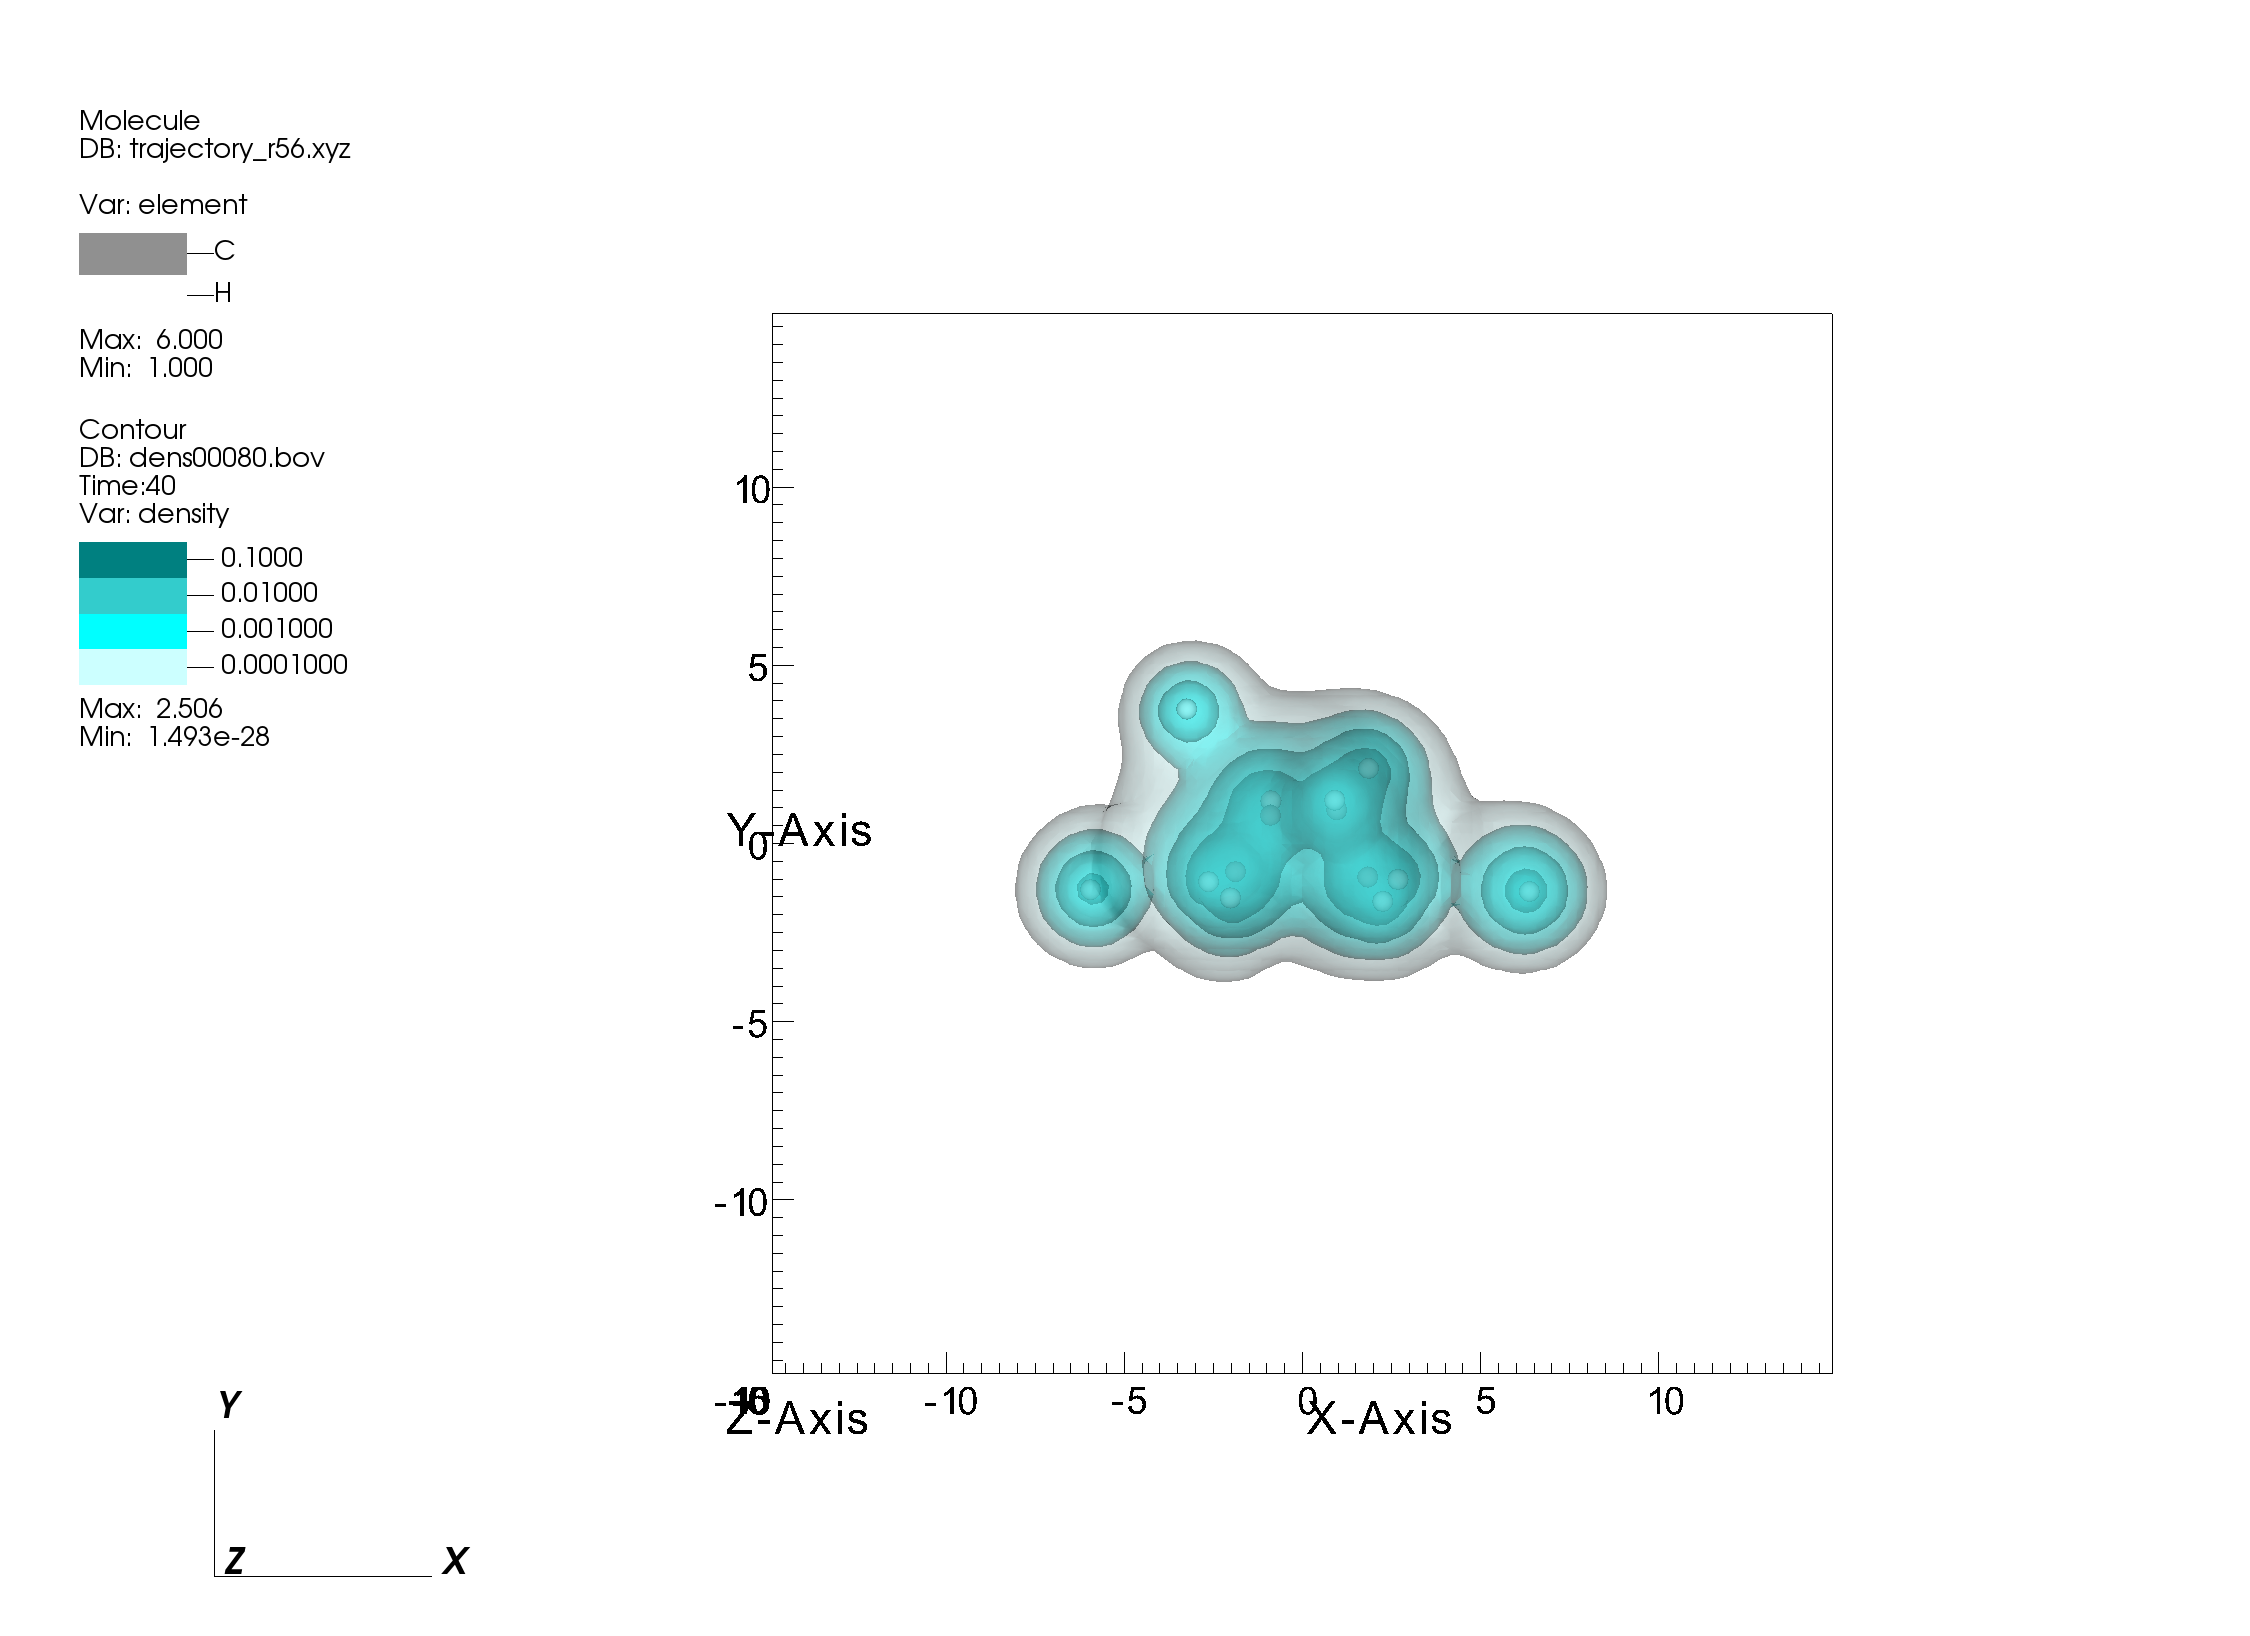 Molecule
DB: trajectory_r56.xyz
Var: element
C
H
Max: 6.000
Min: 1.000
Contour
DB: dens00080.bov
Time:40
Var: density
0.1000
0.01000
0.001000
0.0001000
Max: 2.506
Min: 1.493e-28
10
5
Y-Axis
0
-5
-10
-10 -5 0 5 10
Z-Axis X-Axis
Y
Z X